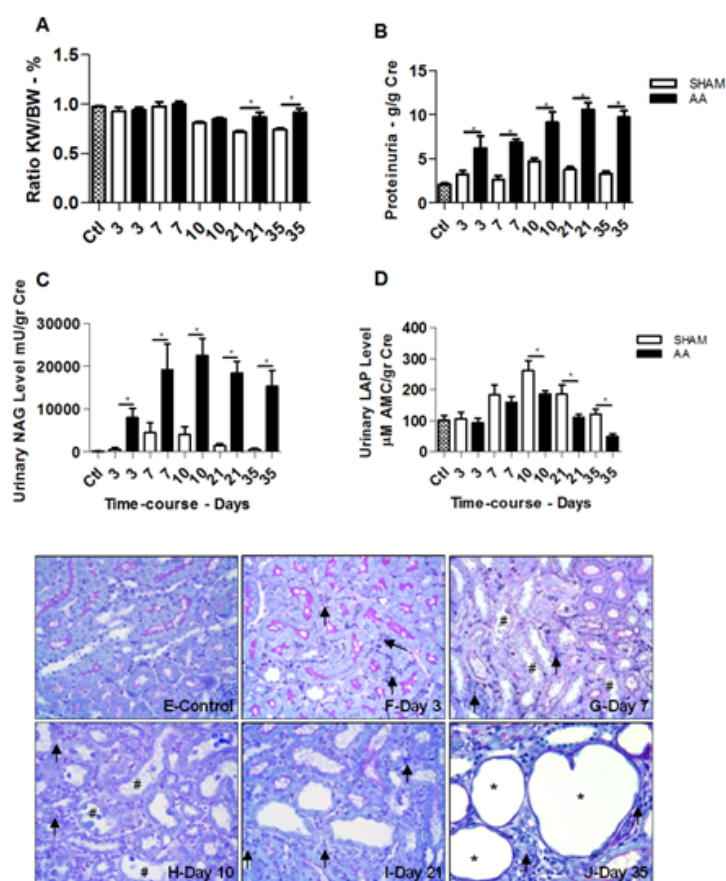 A
Ratio KW/BW - %
1.5
1.0
0.5
0.0
Ctl 3 3 7 7 10 10 21 21 35 35
* *
B
Proteinuria - g/g Cre
15
10
5
0
Ctl 3 3 7 7 10 10 21 21 35 35
* * * * *
SHAM
AA
C
Urinary NAG Level mU/gr Cre
30000
20000
10000
0
Ctl 3 3 7 7 10 10 21 21 35 35
* * * * *
Time-course - Days
D
Urinary LAP Level
μM AMC/gr Cre
400
300
200
100
0
Ctl 3 3 7 7 10 10 21 21 35 35
* * *
Time-course - Days
SHAM
AA
E-Control
F-Day 3
# # #
G-Day 7
# # #
H-Day 10
I-Day 21
* * *
J-Day 35